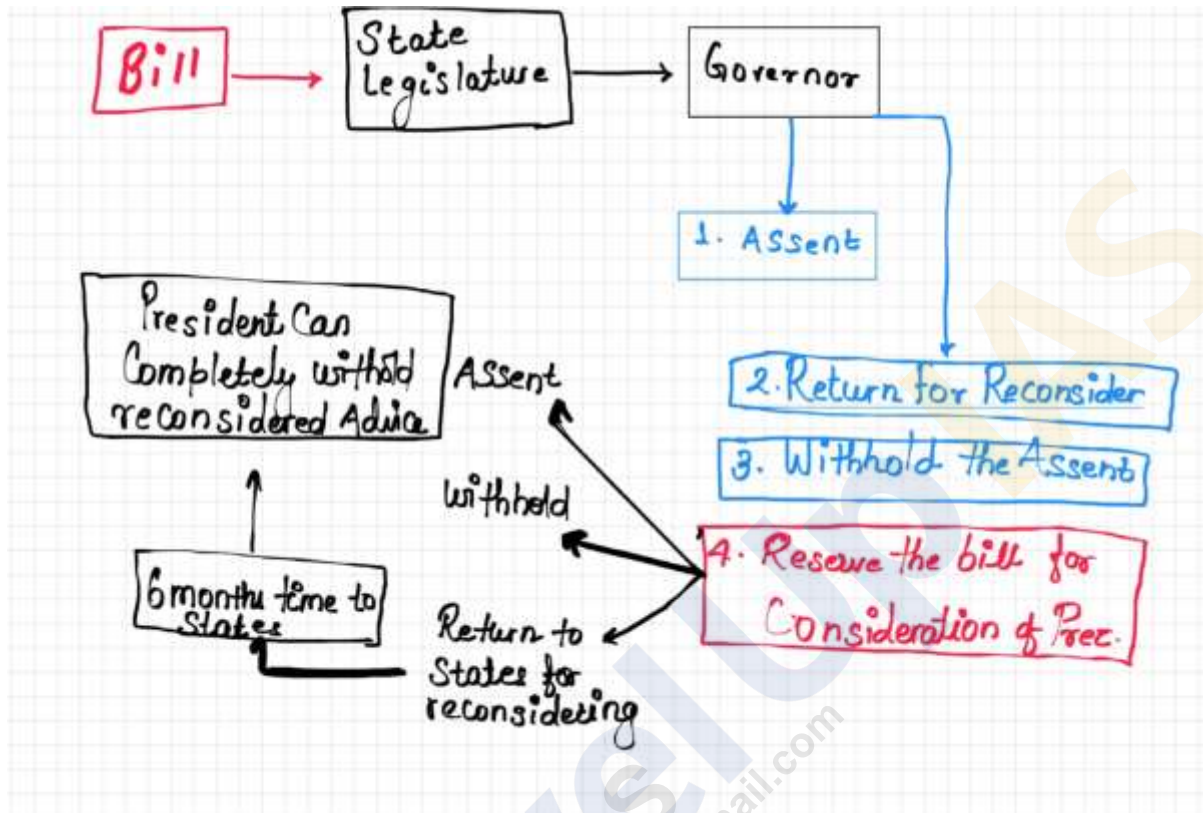 Bill
State
Legislature
Governor
1. Assent
2. Return for Reconsider
3. Withhold the Assent
4. Reserve the bill for
Consideration of Prez.
Assent
withhold
Return to
States for
reconsidering
6 months time to
States
President Can
Completely withold
reconsidered Advice